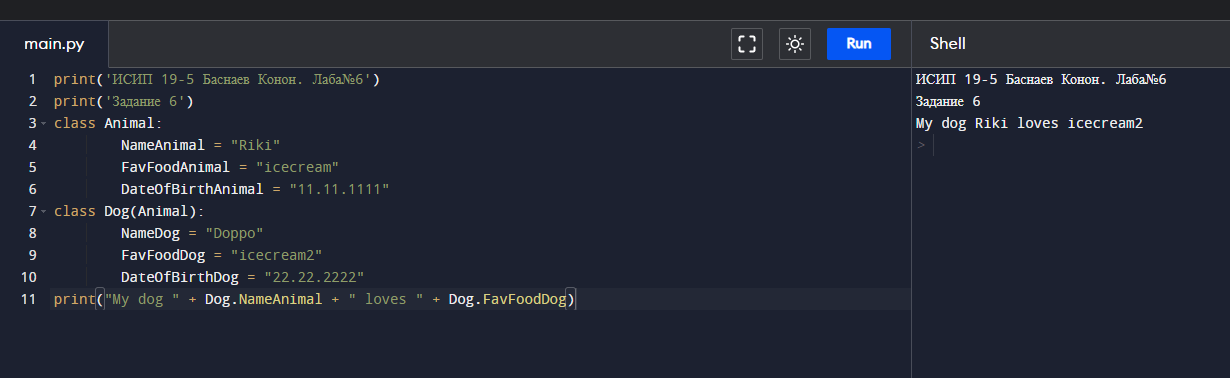 main.py
Run
Shell
1 print('ИСИП 19-5 Баснаев Конон. Лаба№6')
2 print('Задание 6')
3 class Animal:
4 NameAnimal = "Riki"
5 FavFoodAnimal = "icecream"
6 DateOfBirthAnimal = "11.11.1111"
7 class Dog(Animal):
8 NameDog = "Doppo"
9 FavFoodDog = "icecream2"
10 DateOfBirthDog = "22.22.2222"
11 print("My dog " + Dog.NameAnimal + " loves " + Dog.FavFoodDog)
ИСИП 19-5 Баснаев Конон. Лаба№6
Задание 6
My dog Riki loves icecream2
>